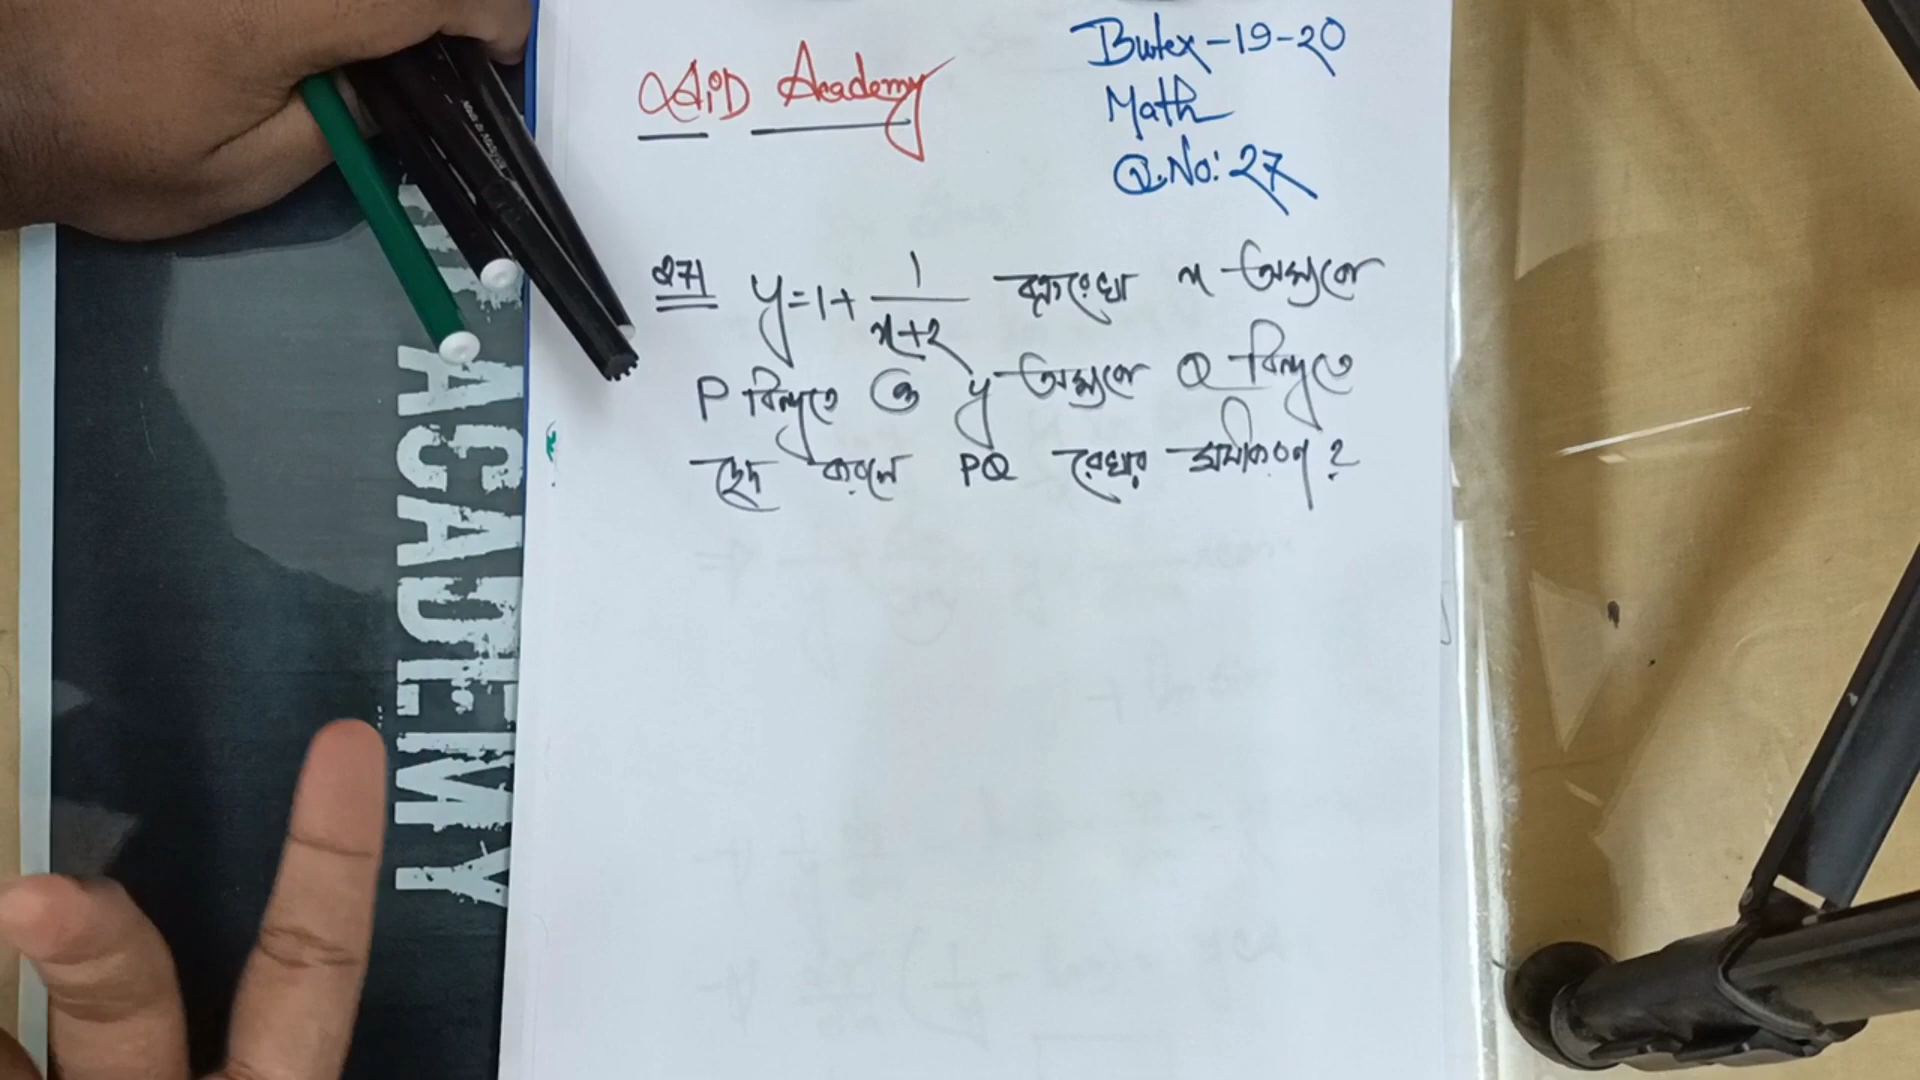 QAiD Academy
Butex-19-20
Math
Q.No: 27
27| y=1+ 1/(x+2) বক্ররেখা x অক্ষকে
P বিন্দুতে ও y অক্ষকে Q বিন্দুতে
ছেদ করলে PQ রেখার সমীকরণ?
ACADEMY